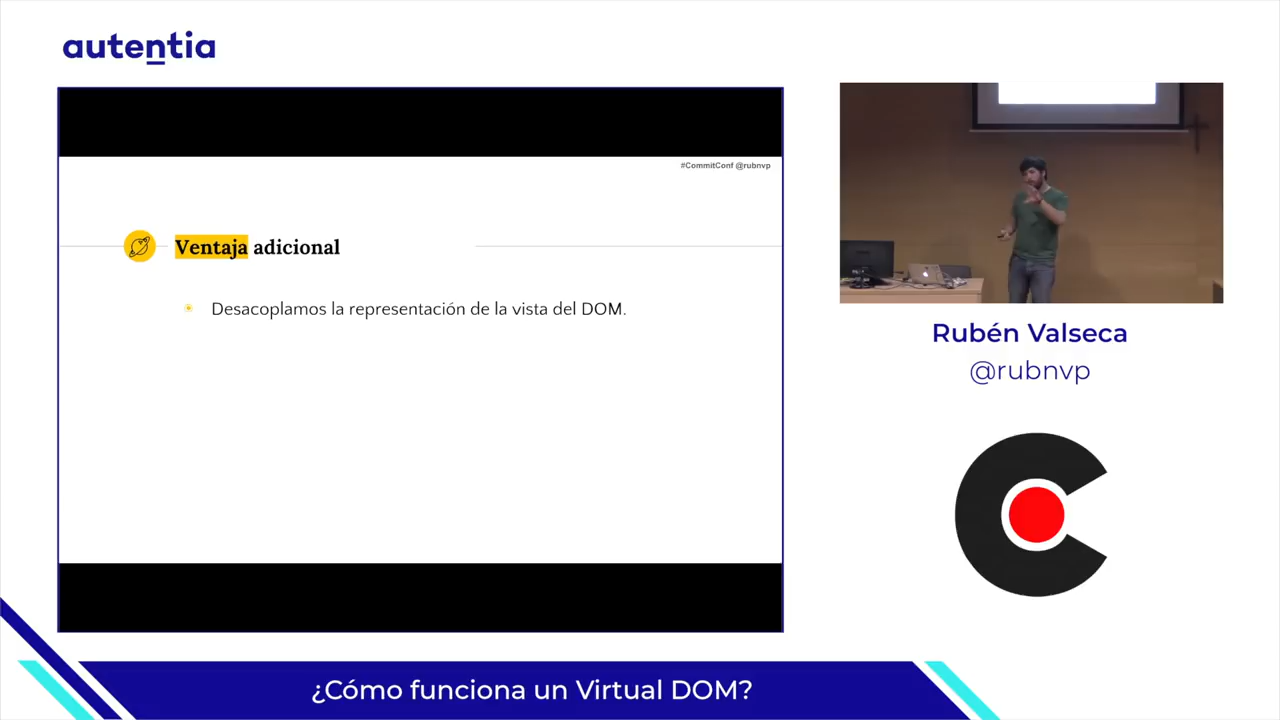 autentia
#CommitConf @rubnvp
Ventaja adicional
Desacoplamos la representación de la vista del DOM.
Rubén Valseca
@rubnvp
¿Cómo funciona un Virtual DOM?